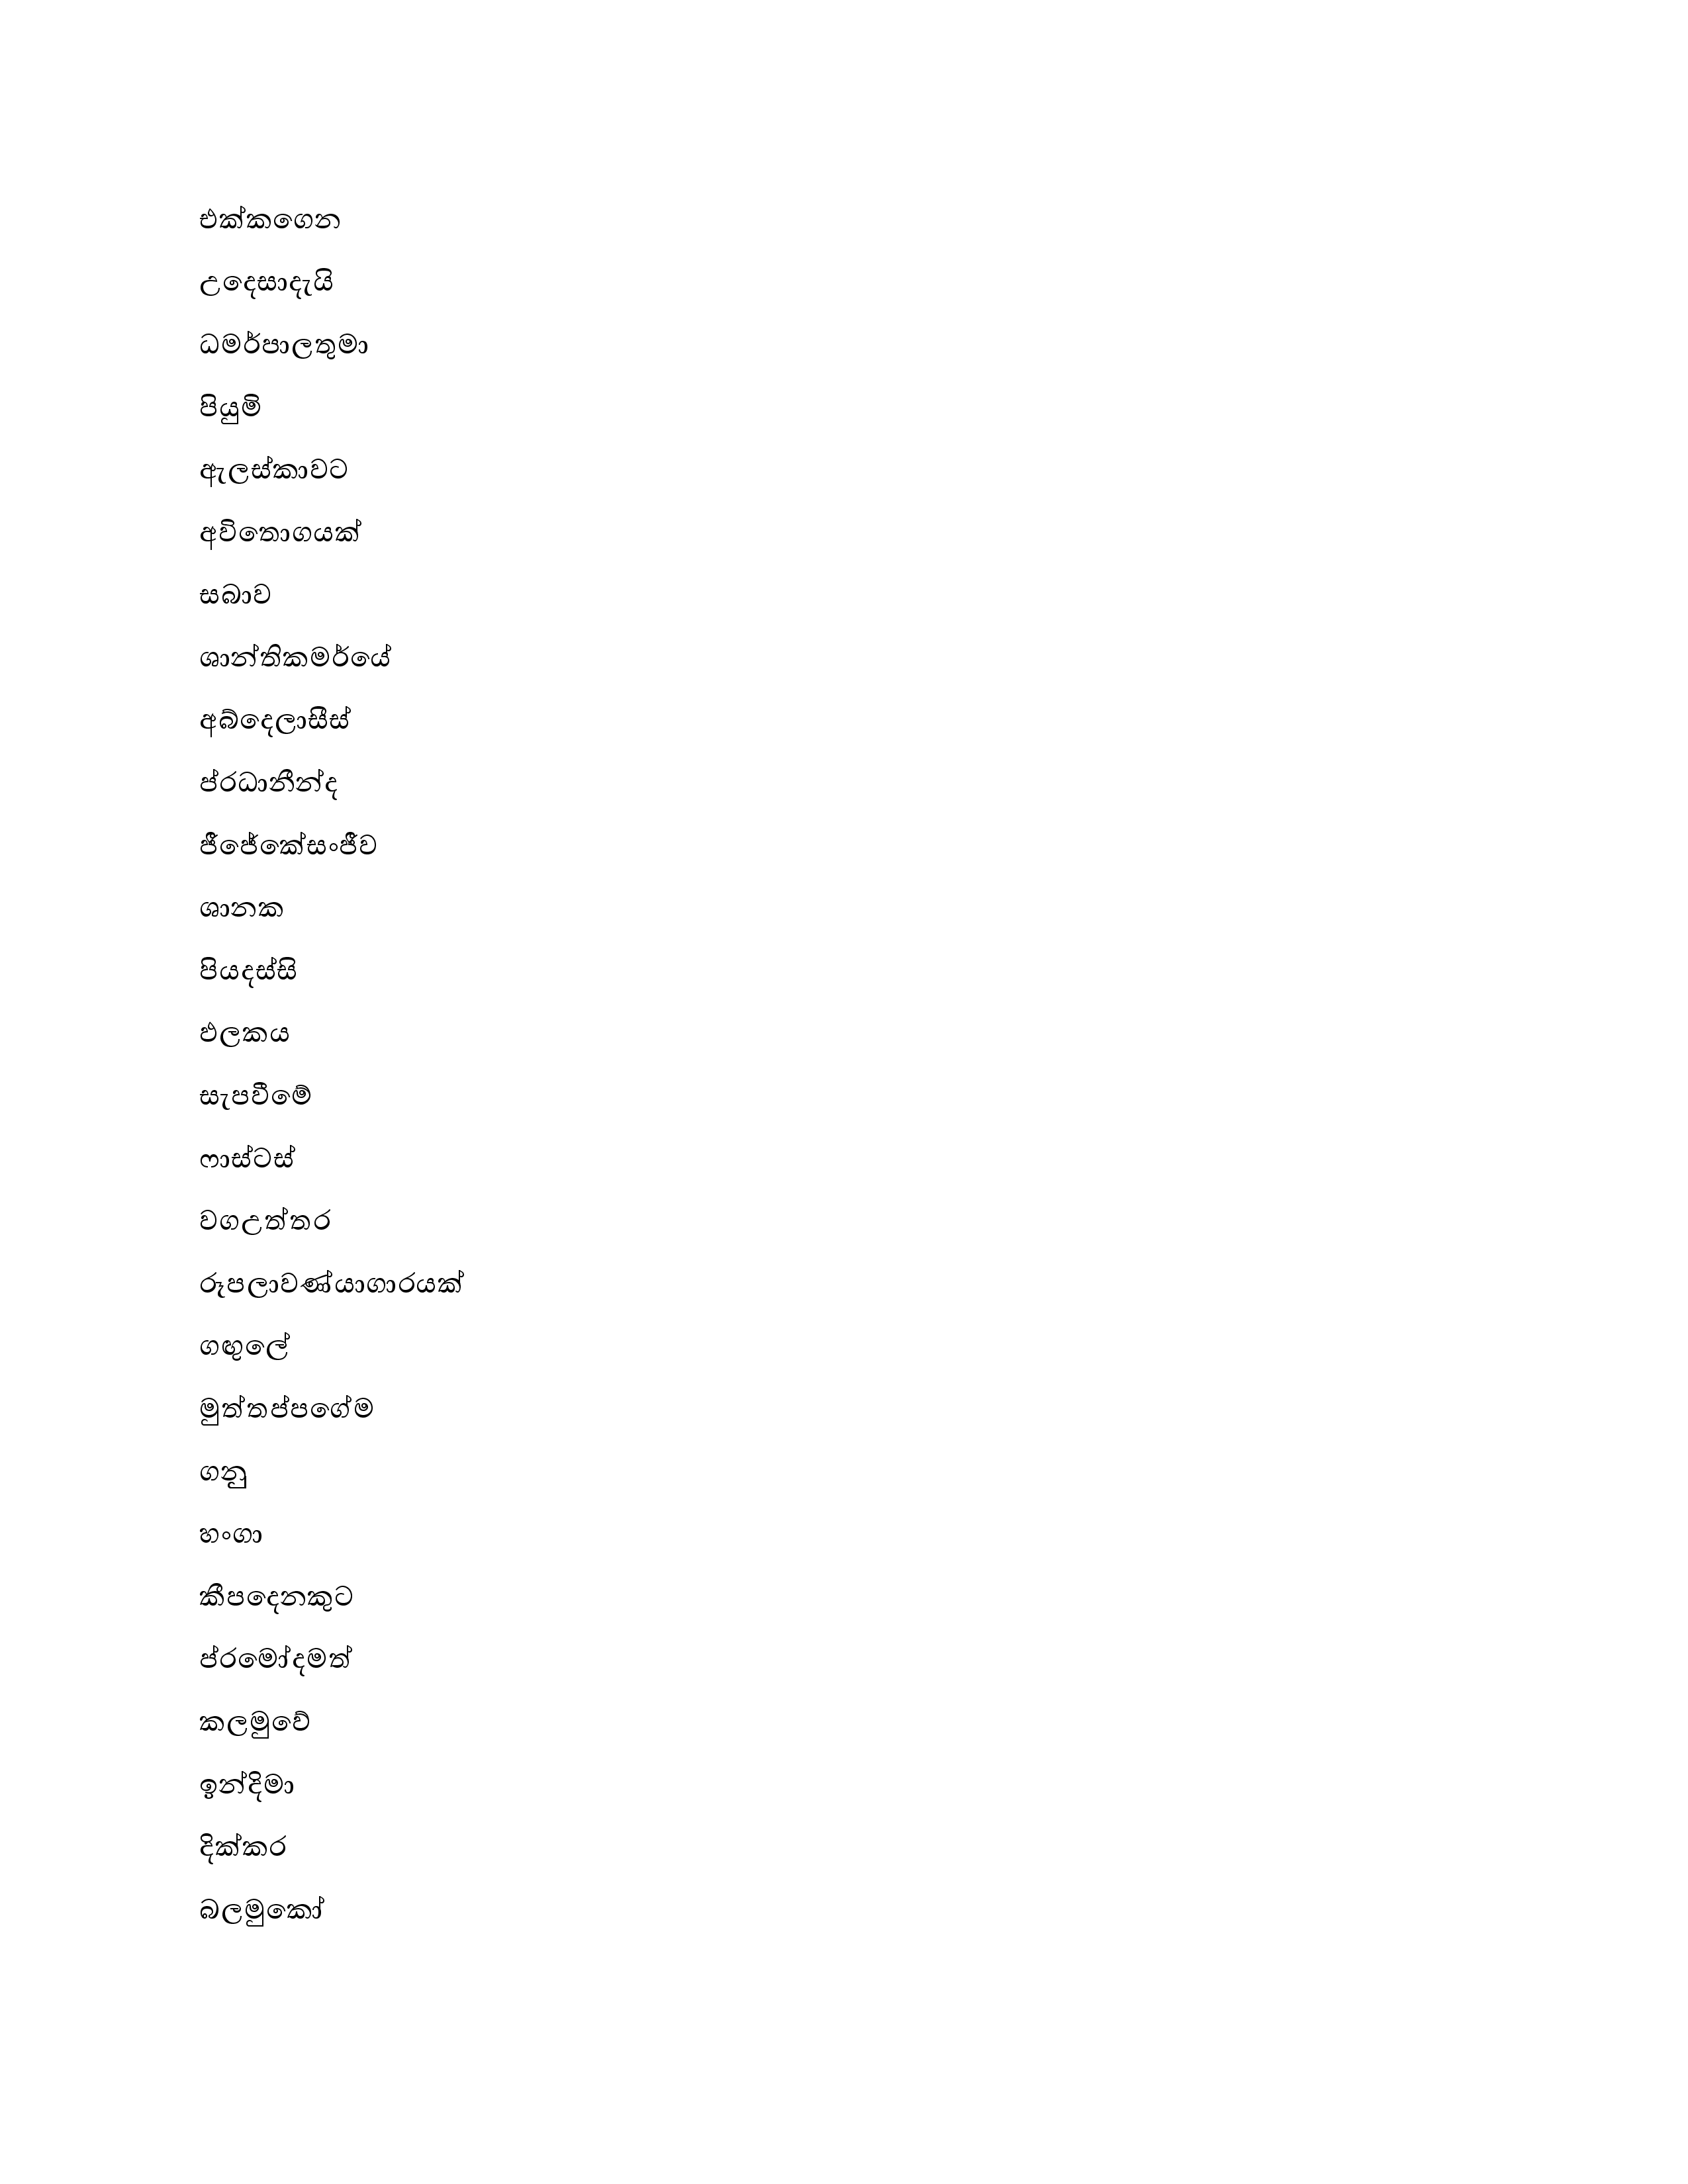 එක්කගෙන
උදෙසාදැයි
ධමර්පාලතුමා
පියුමි
ඇලස්කාවට
අවිතොගයක්
සබාව
ශාන්තිකමර්යේ
අබ්දෙලාසීස්
ප්රධානීන්ද
ජීජේකේසංජීව
ශානක
පියදස්සි
ඵලකය
සැපවීමේ
ෆාස්ටස්
වගඋත්තර
රූපලාවණ්යාගාරයක්
ගඟුලේ
මුත්තප්පගේම
ගනු
හංගා
කීපදෙනකුට
ප්රමෝදමත්
කලමුවේ
ඉන්දිමා
දික්කර
බලමුකෝ